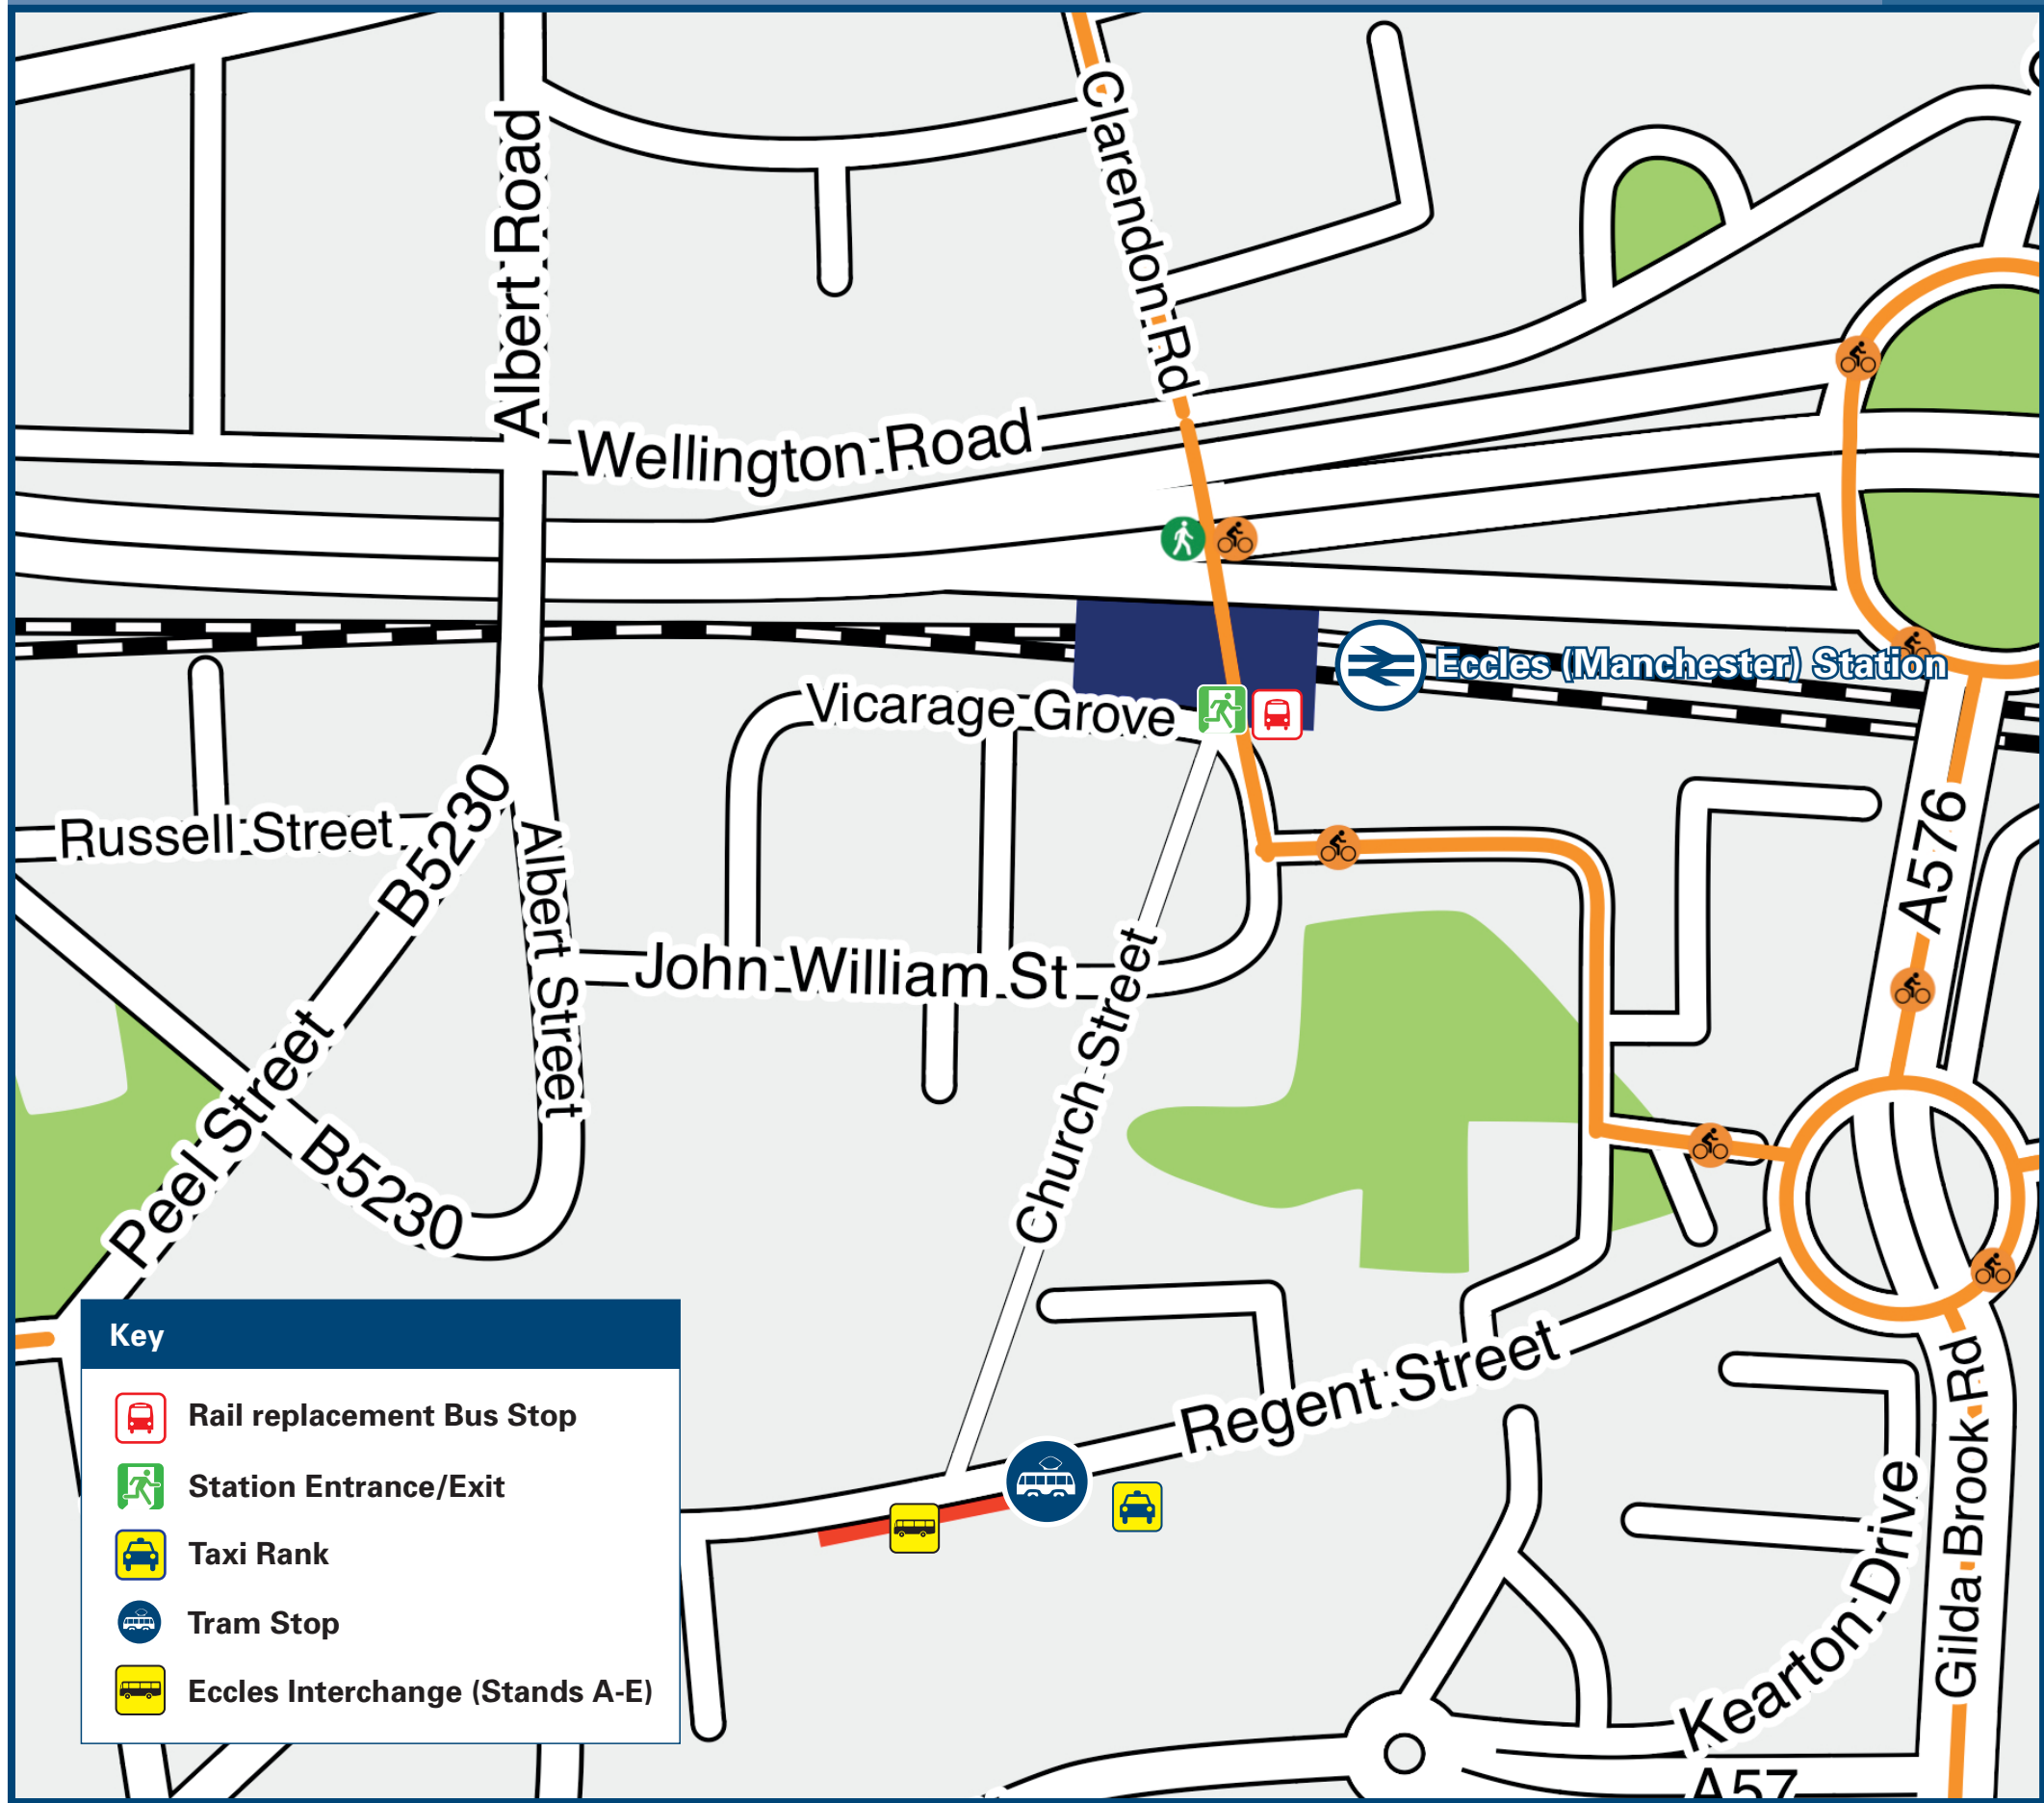 Clarendon Rd
Albert Road
Wellington Road
Eccles (Manchester) Station
Vicarage Grove
Russell Street
B5230
A576
Albert Street
John William St
Church Street
Peel Street
B5230
Regent Street
Gilda Brook Rd
Kearton Drive
A57
Key
Rail replacement Bus Stop
Station Entrance/Exit
Taxi Rank
Tram Stop
Eccles Interchange (Stands A-E)